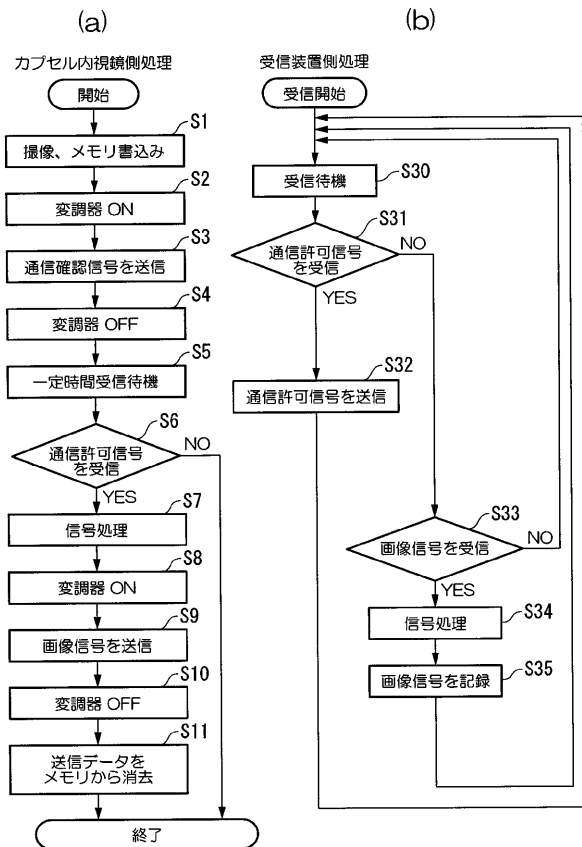 (a)
カプセル内視鏡側処理
開始
S1
撮像、メモリ書込み
S2
変調器 ON
S3
通信確認信号を送信
S4
変調器 OFF
S5
一定時間受信待機
S6
通信許可信号
を受信
NO
YES
S7
信号処理
S8
変調器 ON
S9
画像信号を送信
S10
変調器 OFF
S11
送信データを
メモリから消去
終了
(b)
受信装置側処理
受信開始
S30
受信待機
S31
通信許可信号
を受信
NO
YES
S32
通信許可信号を送信
S33
画像信号を受信
NO
YES
S34
信号処理
S35
画像信号を記録